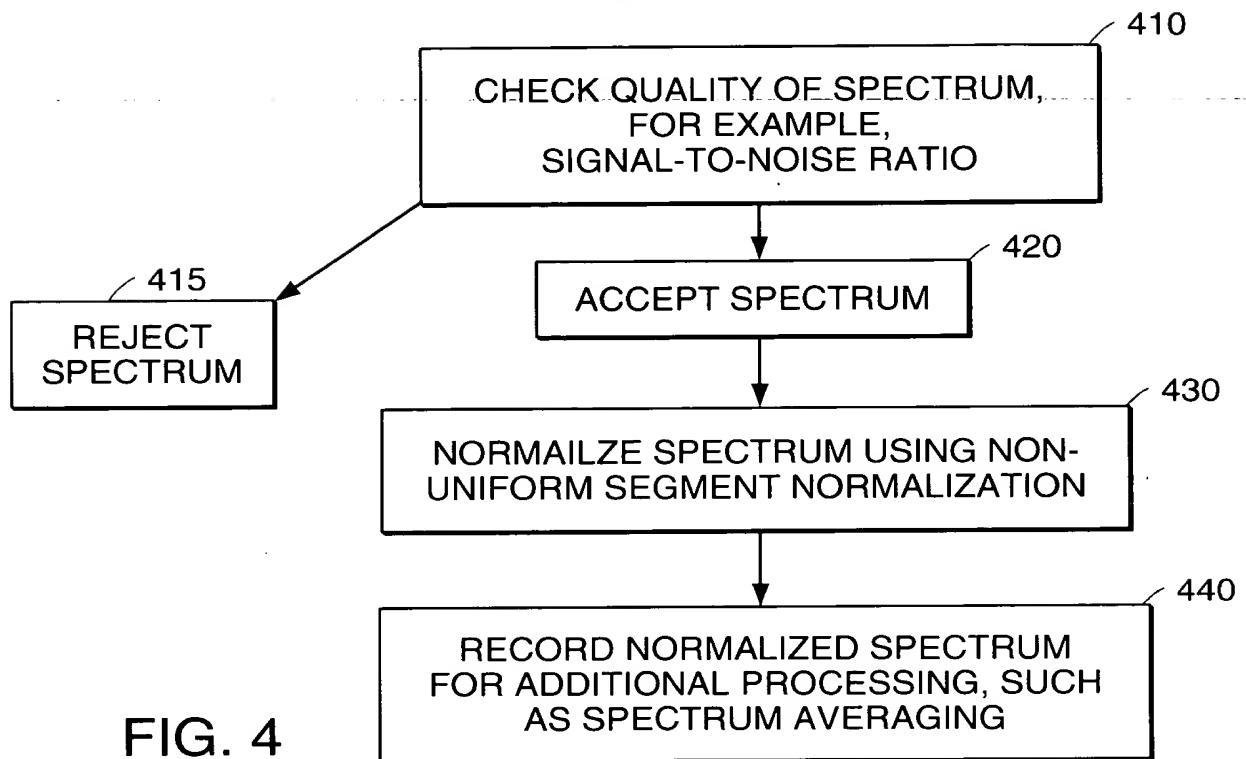 410
CHECK QUALITY OF SPECTRUM,
FOR EXAMPLE,
SIGNAL-TO-NOISE RATIO
415
REJECT
SPECTRUM
420
ACCEPT SPECTRUM
430
NORMAILZE SPECTRUM USING NON-
UNIFORM SEGMENT NORMALIZATION
440
RECORD NORMALIZED SPECTRUM
FOR ADDITIONAL PROCESSING, SUCH
AS SPECTRUM AVERAGING
FIG. 4